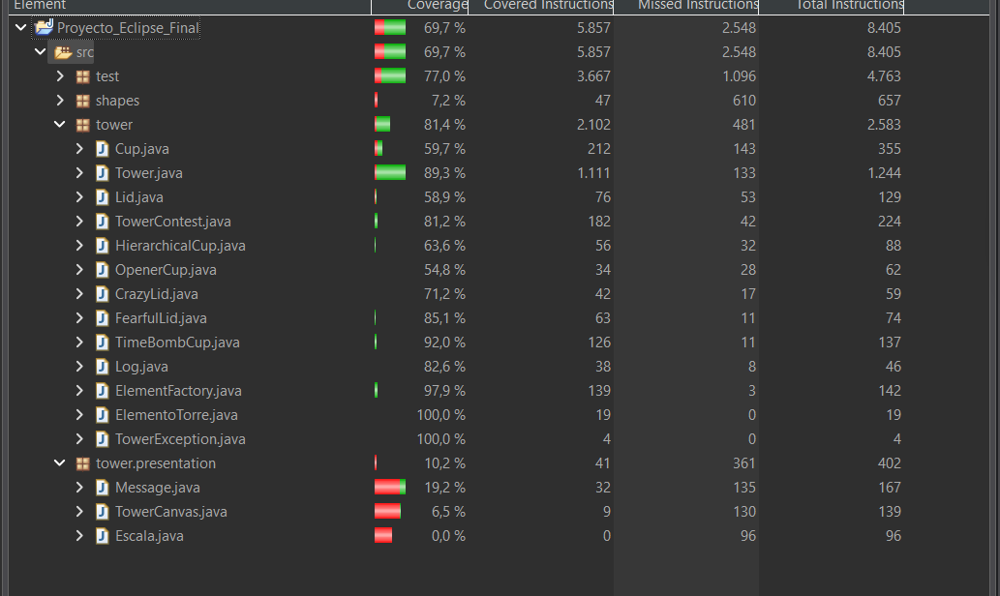 Element Coverage Covered Instructions Missed Instructions Total Instructions
Proyecto_Eclipse_Final 69,7 % 5.857 2.548 8.405
src 69,7 % 5.857 2.548 8.405
test 77,0 % 3.667 1.096 4.763
shapes 7,2 % 47 610 657
tower 81,4 % 2.102 481 2.583
Cup.java 59,7 % 212 143 355
Tower.java 89,3 % 1.111 133 1.244
Lid.java 58,9 % 76 53 129
TowerContest.java 81,2 % 182 42 224
HierarchicalCup.java 63,6 % 56 32 88
OpenerCup.java 54,8 % 34 28 62
CrazyLid.java 71,2 % 42 17 59
FearfulLid.java 85,1 % 63 11 74
TimeBombCup.java 92,0 % 126 11 137
Log.java 82,6 % 38 8 46
ElementFactory.java 97,9 % 139 3 142
ElementoTorre.java 100,0 % 19 0 19
TowerException.java 100,0 % 4 0 4
tower.presentation 10,2 % 41 361 402
Message.java 19,2 % 32 135 167
TowerCanvas.java 6,5 % 9 130 139
Escala.java 0,0 % 0 96 96